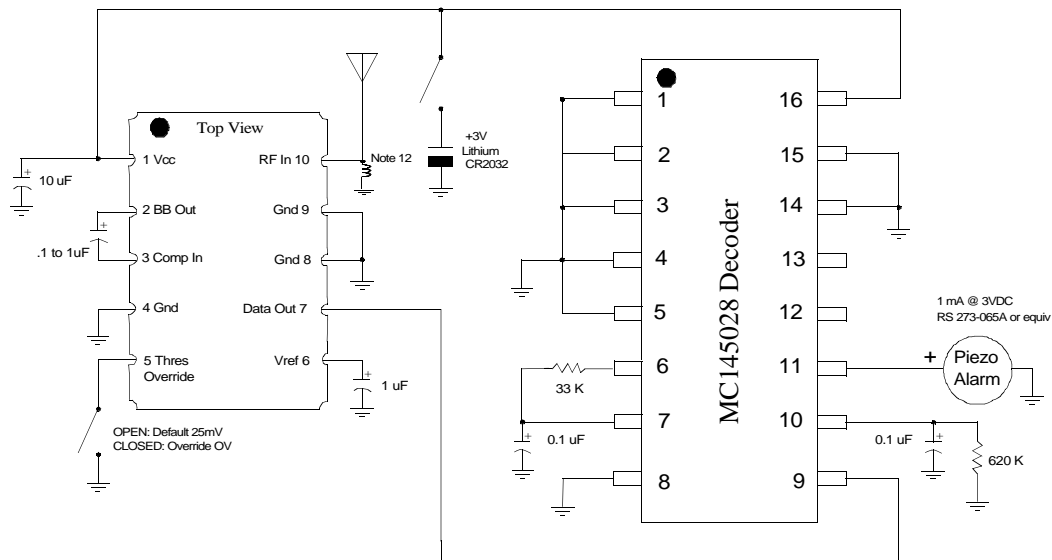 Top View
1 Vcc
RF In 10
10 uF
2 BB Out
Gnd 9
.1 to 1uF
3 Comp In
Gnd 8
4 Gnd
Data Out 7
5 Thres
Override
Vref 6
1 uF
OPEN: Default 25mV
CLOSED: Override OV
Note 12
+3V
Lithium
CR2032
MC145028 Decoder
1
2
3
4
5
6
7
8
16
15
14
13
12
11
10
9
33 K
0.1 uF
1 mA @ 3VDC
RS 273-065A or equiv
+
Piezo
Alarm
0.1 uF
620 K